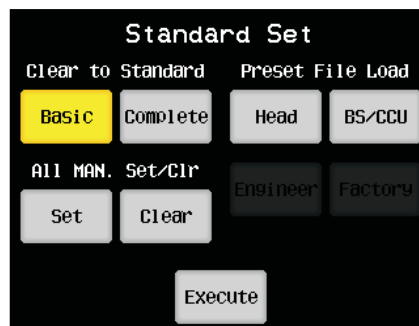 Standard Set
Clear to Standard Preset File Load
Basic Complete Head BS/CCU
All MAN. Set/Clr
Engineer Factory
Set Clear
Execute